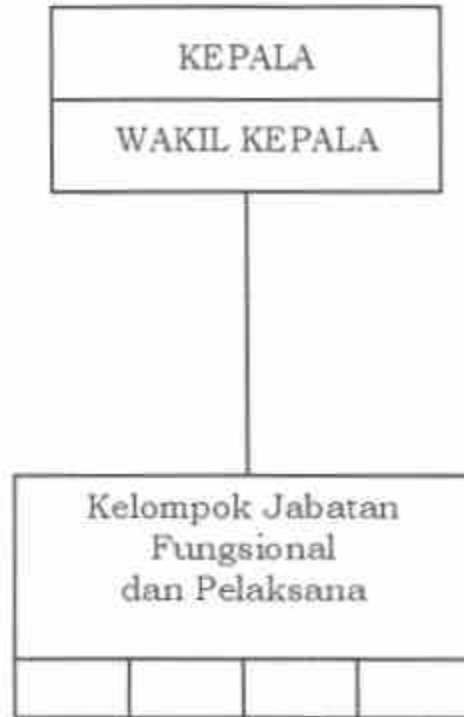 KEPALA
WAKIL KEPALA
Kelompok Jabatan
Fungsional
dan Pelaksana